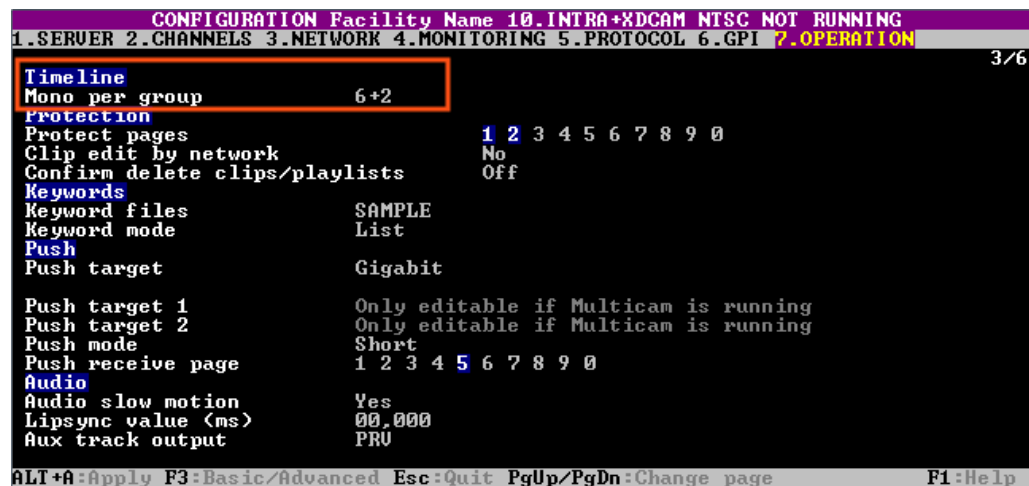 CONFIGURATION Facility Name 10.INTRA+XDCAM NTSC NOT RUNNING
1.SERVER 2.CHANNELS 3.NETWORK 4.MONITORING 5.PROTOCOL 6.GPI 7.OPERATION
3/6
Timeline
Mono per group 6+2
Protection
Protect pages 1 2 3 4 5 6 7 8 9 0
Clip edit by network No
Confirm delete clips/playlists Off
Keywords
Keyword files SAMPLE
Keyword mode List
Push
Push target Gigabit
Push target 1 Only editable if Multicam is running
Push target 2 Only editable if Multicam is running
Push mode Short
Push receive page 1 2 3 4 5 6 7 8 9 0
Audio
Audio slow motion Yes
Lipsync value (ms) 00,000
Aux track output PRV
ALT+A:Apply F3:Basic/Advanced Esc:Quit PgUp/PgDn:Change page F1:Help